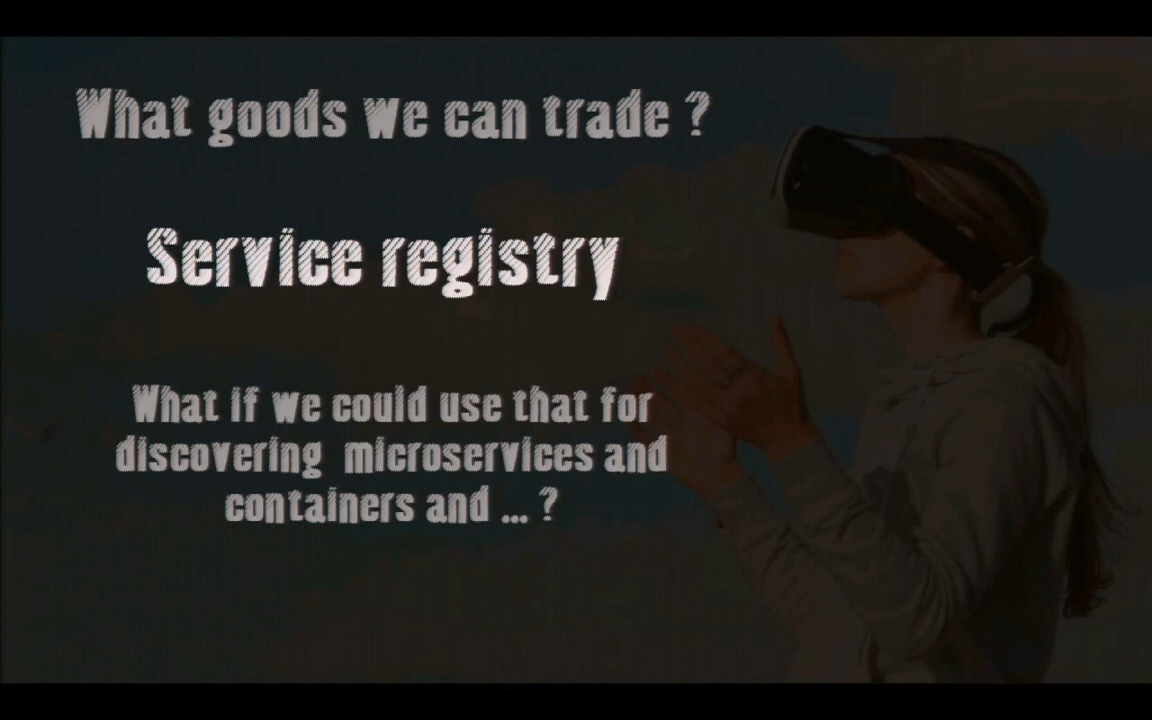 What goods we can trade ?
Service registry
What if we could use that for
discovering microservices and
containers and ... ?